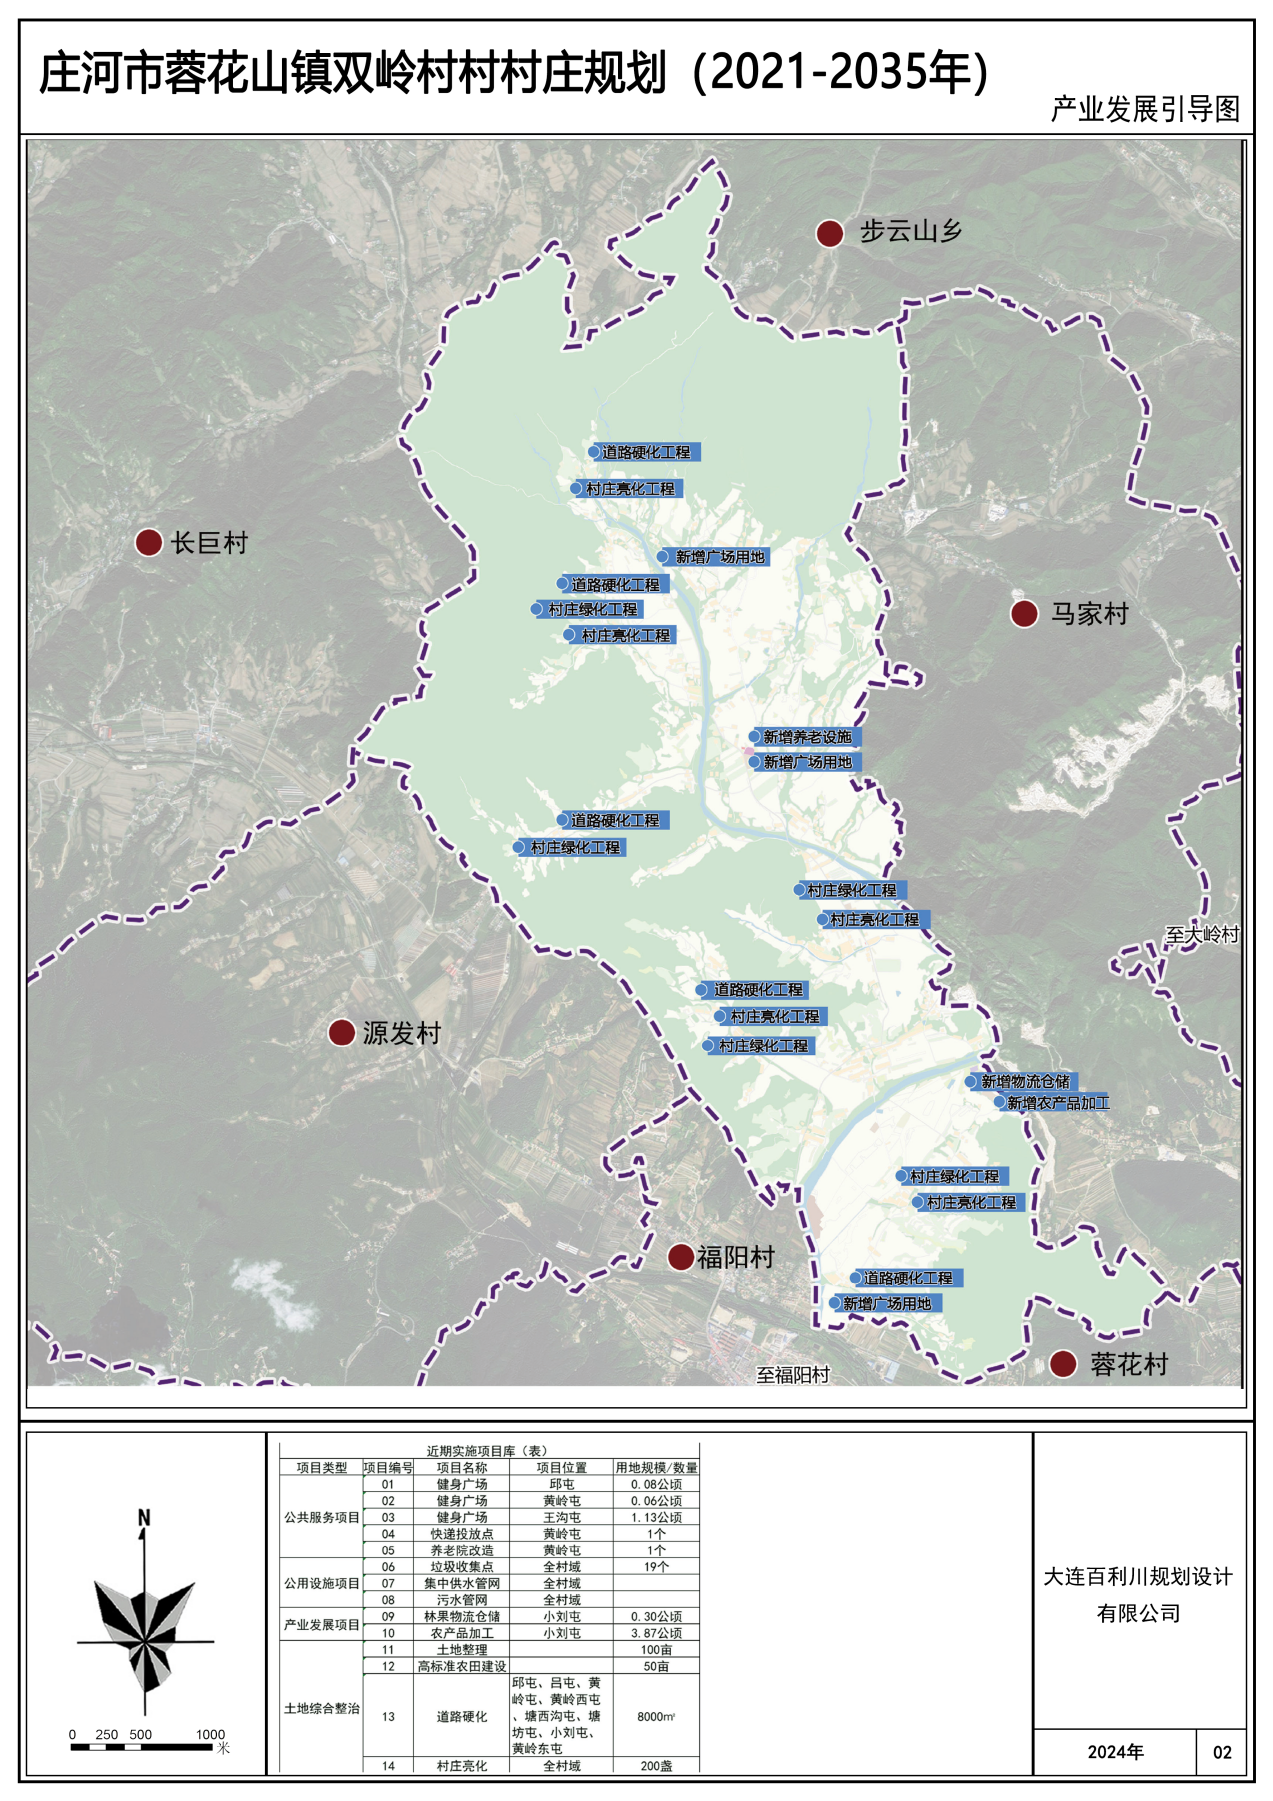 庄河市蓉花山镇双岭村村村庄规划（2021-2035年）
产业发展引导图
步云山乡
道路硬化工程
村庄亮化工程
长巨村
新增广场用地
道路硬化工程
村庄绿化工程
村庄亮化工程
马家村
新增养老设施
新增广场用地
道路硬化工程
村庄绿化工程
村庄绿化工程
村庄亮化工程
至大岭村
道路硬化工程
村庄亮化工程
村庄绿化工程
源发村
新增物流仓储
新增农产品加工
村庄绿化工程
村庄亮化工程
福阳村
道路硬化工程
新增广场用地
至福阳村
蓉花村
近期实施项目库（表）
项目类型 项目编号 项目名称 项目位置 用地规模/数量
公共服务项目
01 健身广场 邱屯 0.08公顷
02 健身广场 黄岭屯 0.06公顷
03 健身广场 王沟屯 1.13公顷
04 快递投放点 黄岭屯 1个
05 养老院改造 黄岭屯 1个
公用设施项目
06 垃圾收集点 全村域 19个
07 集中供水管网 全村域
08 污水管网 全村域
产业发展项目
09 林果物流仓储 小刘屯 0.30公顷
10 农产品加工 小刘屯 3.87公顷
土地综合整治
11 土地整理 100亩
12 高标准农田建设 50亩
13 道路硬化 邱屯、吕屯、黄
岭屯、黄岭西屯
、塘西沟屯、塘
坊屯、小刘屯、
黄岭东屯
8000㎡
14 村庄亮化 全村域 200盏
N
0 250 500 1000
米
大连百利川规划设计
有限公司
2024年 02